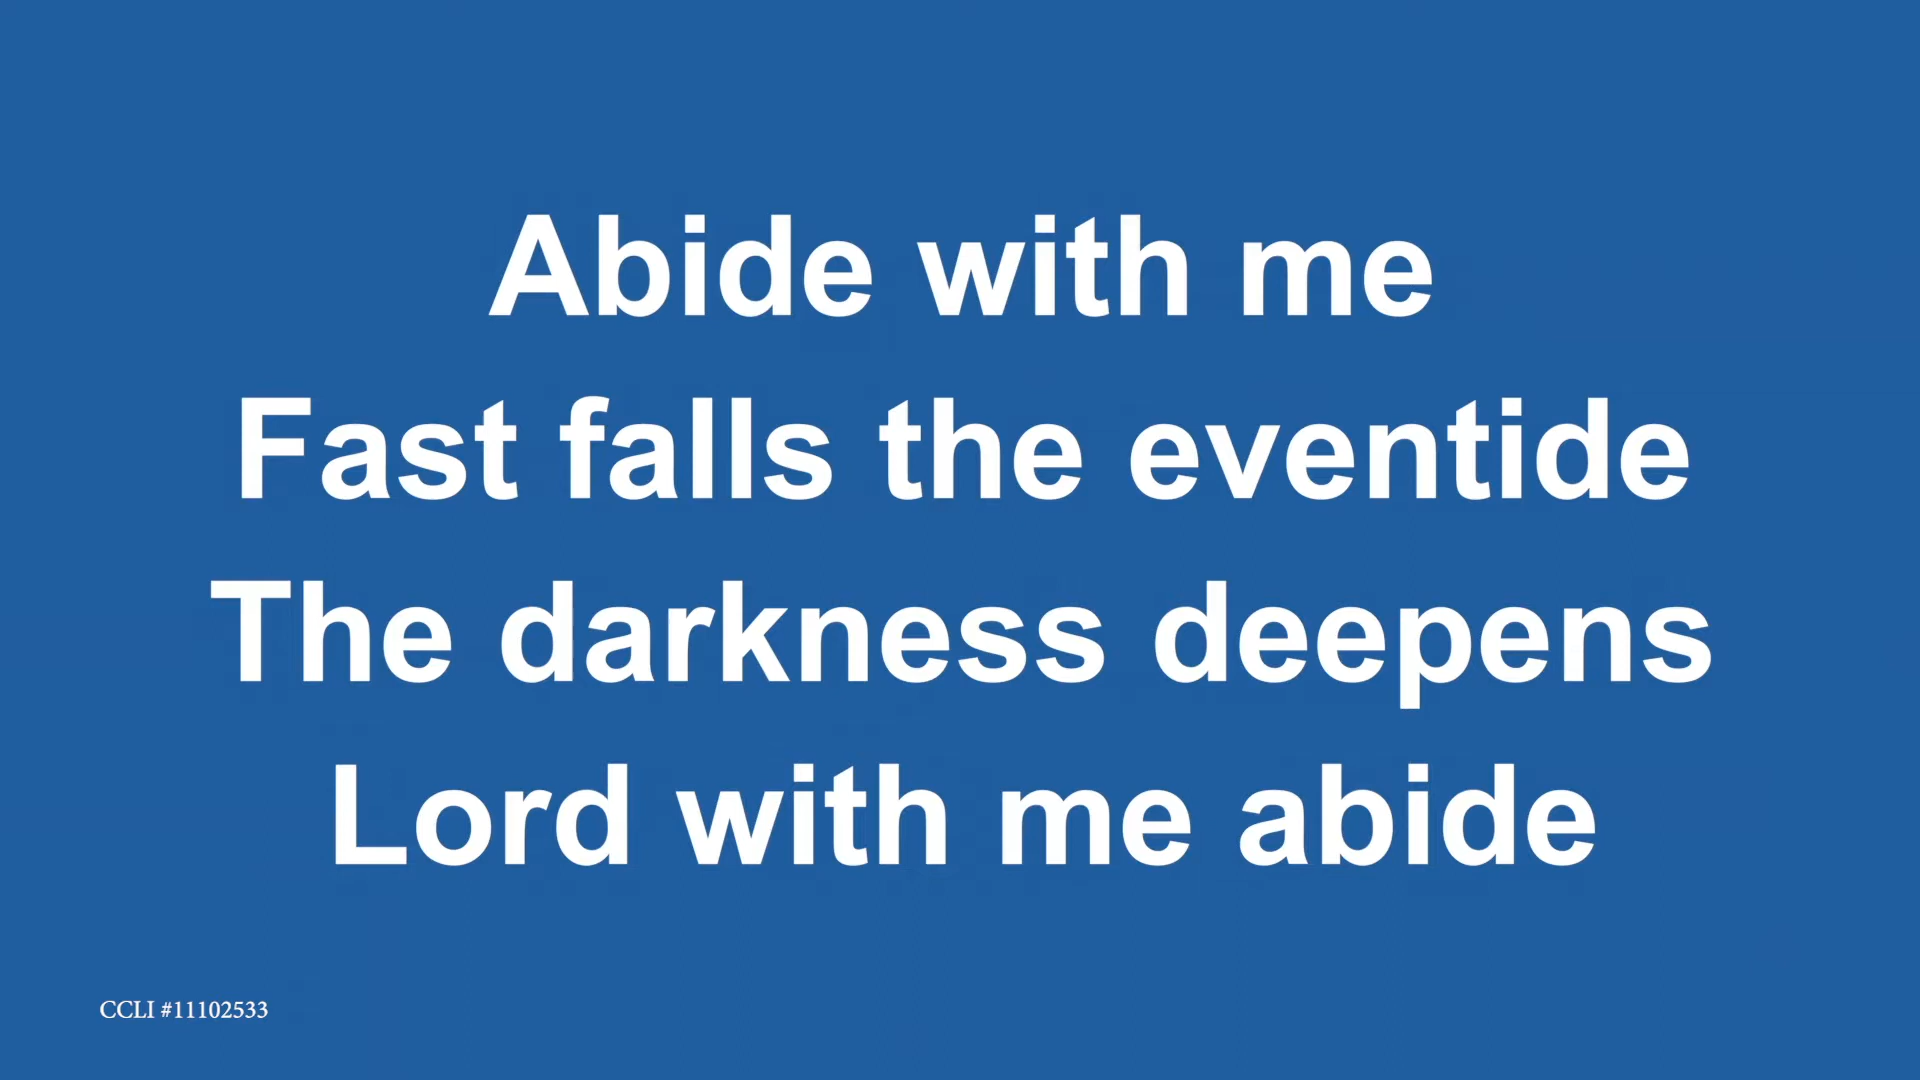 Abide with me
Fast falls the eventide
The darkness deepens
Lord with me abide
CCLI #11102533